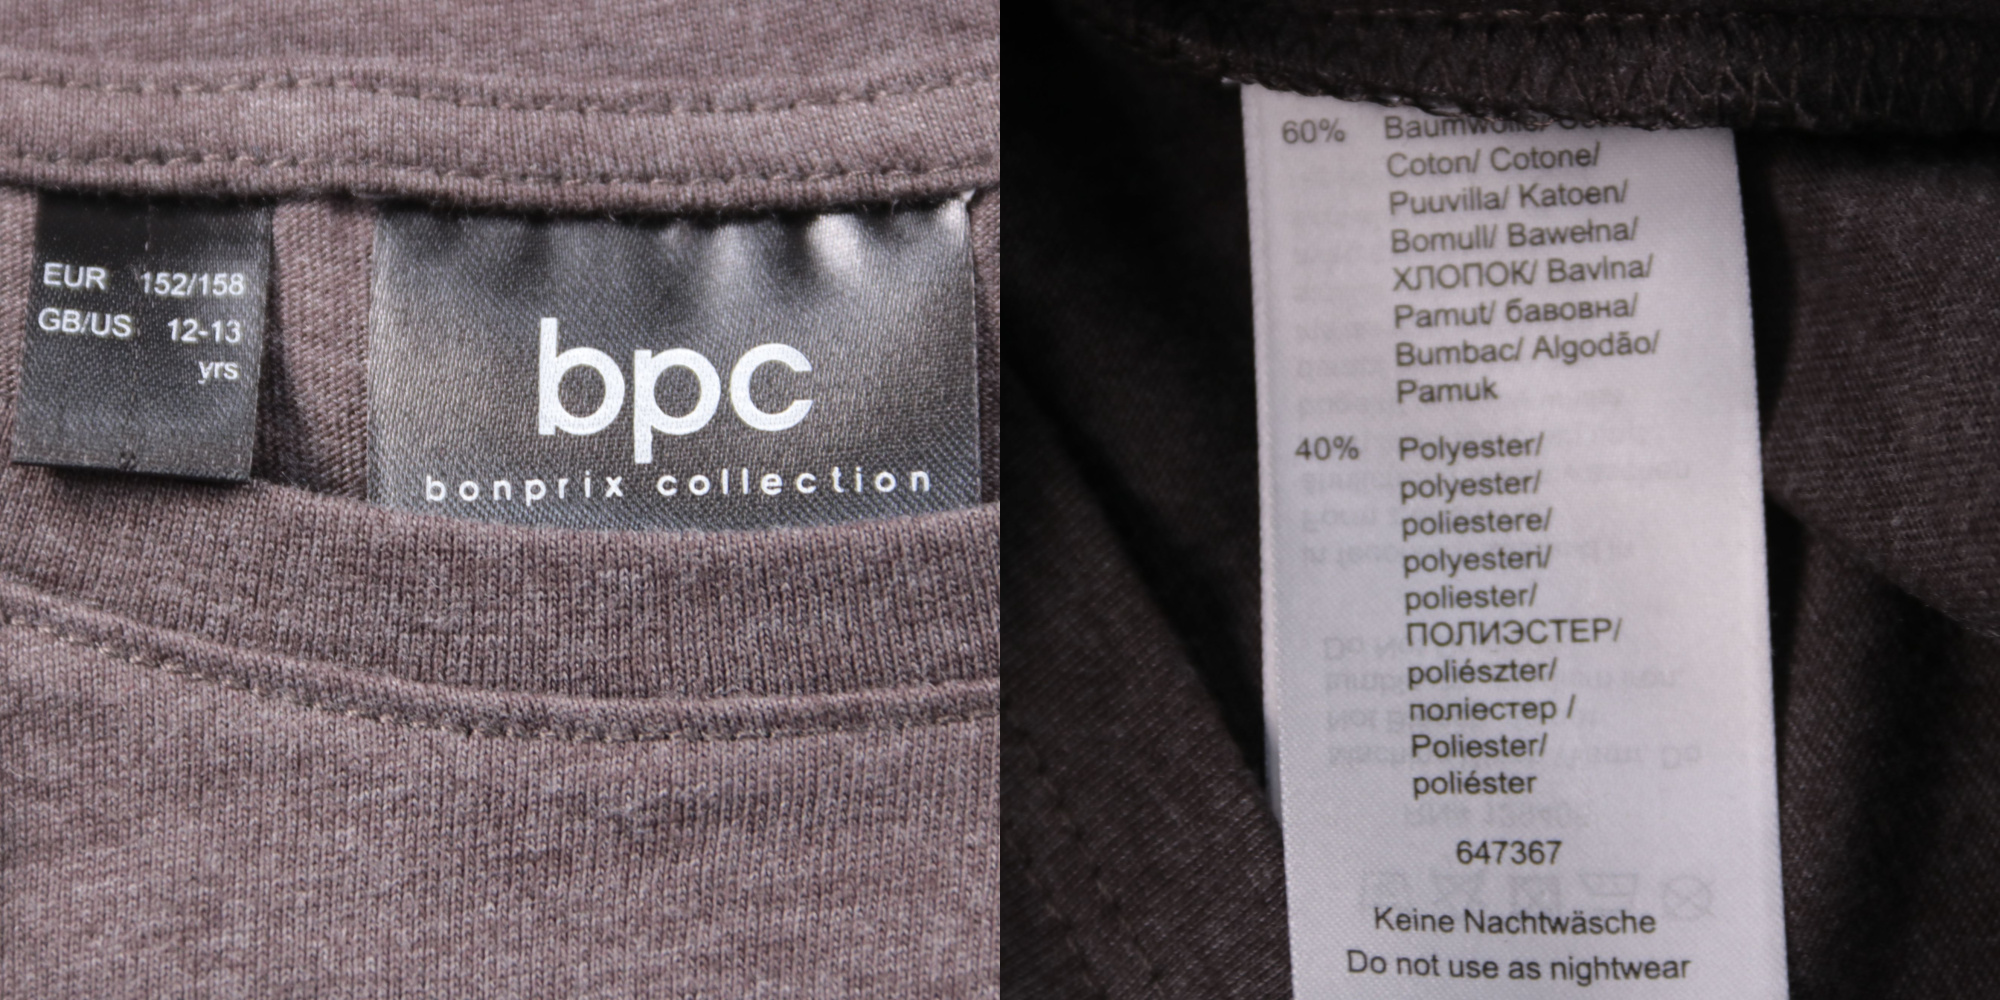 EUR 152/158
GB/US 12-13
yrs
bpc
bonprix collection
60% Baumwolle/
Coton/ Cotone/
Puuvilla/ Katoen/
Bomull/ Bawełna/
ХЛОПОК/ Bavlna/
Pamut/ бавовна/
Bumbac/ Algodão/
Pamuk
40% Polyester/
polyester/
poliestere/
polyesteri/
poliester/
ПОЛИЭСТЕР/
poliészter/
поліестер /
Poliester/
poliéster
647367
Keine Nachtwäsche
Do not use as nightwear